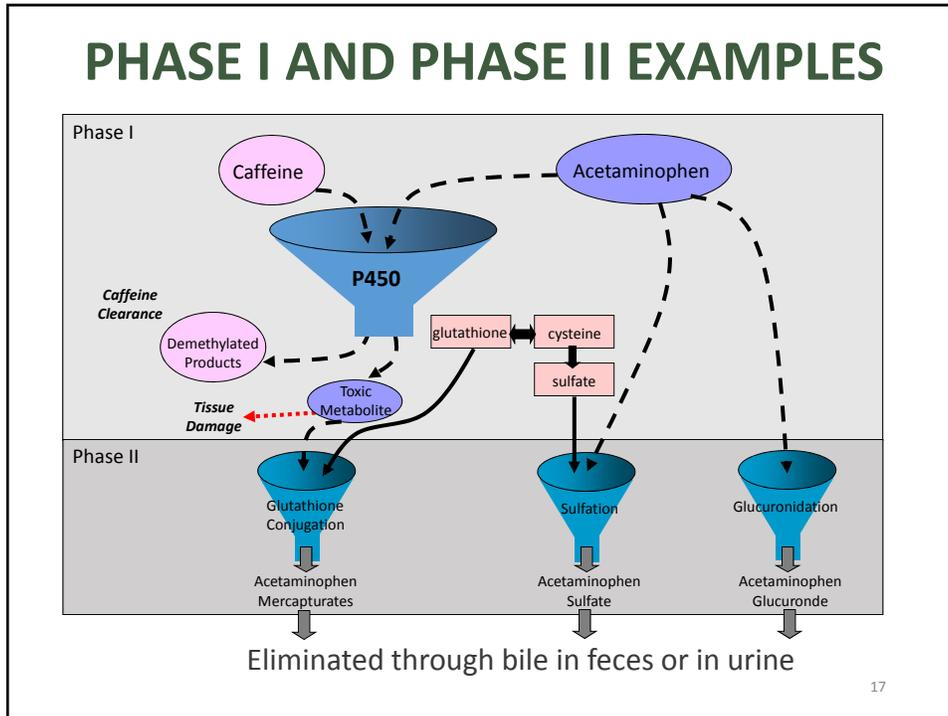 PHASE I AND PHASE II EXAMPLES
Phase I
Caffeine
Acetaminophen
P450
Caffeine
Clearance
Demethylated
Products
glutathione
cysteine
sulfate
Toxic
Metabolite
Tissue
Damage
Phase II
Glutathione
Conjugation
Sulfation
Glucuronidation
Acetaminophen
Mercapturates
Acetaminophen
Sulfate
Acetaminophen
Glucuronde
Eliminated through bile in feces or in urine
17